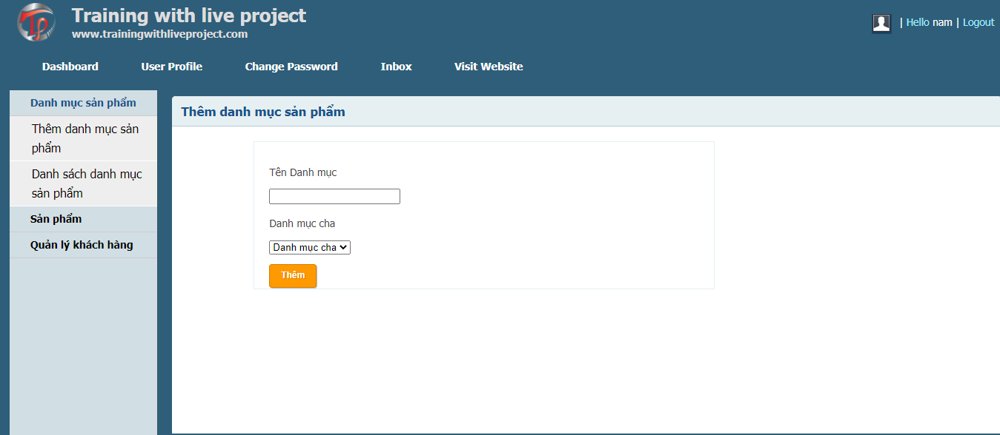 Training with live project
www.trainingwithliveproject.com
| Hello nam | Logout
Dashboard User Profile Change Password Inbox Visit Website
Danh mục sản phẩm
Thêm danh mục sản
phẩm
Danh sách danh mục
sản phẩm
Sản phẩm
Quản lý khách hàng
Thêm danh mục sản phẩm
Tên Danh mục
Danh mục cha
Danh mục cha
Thêm